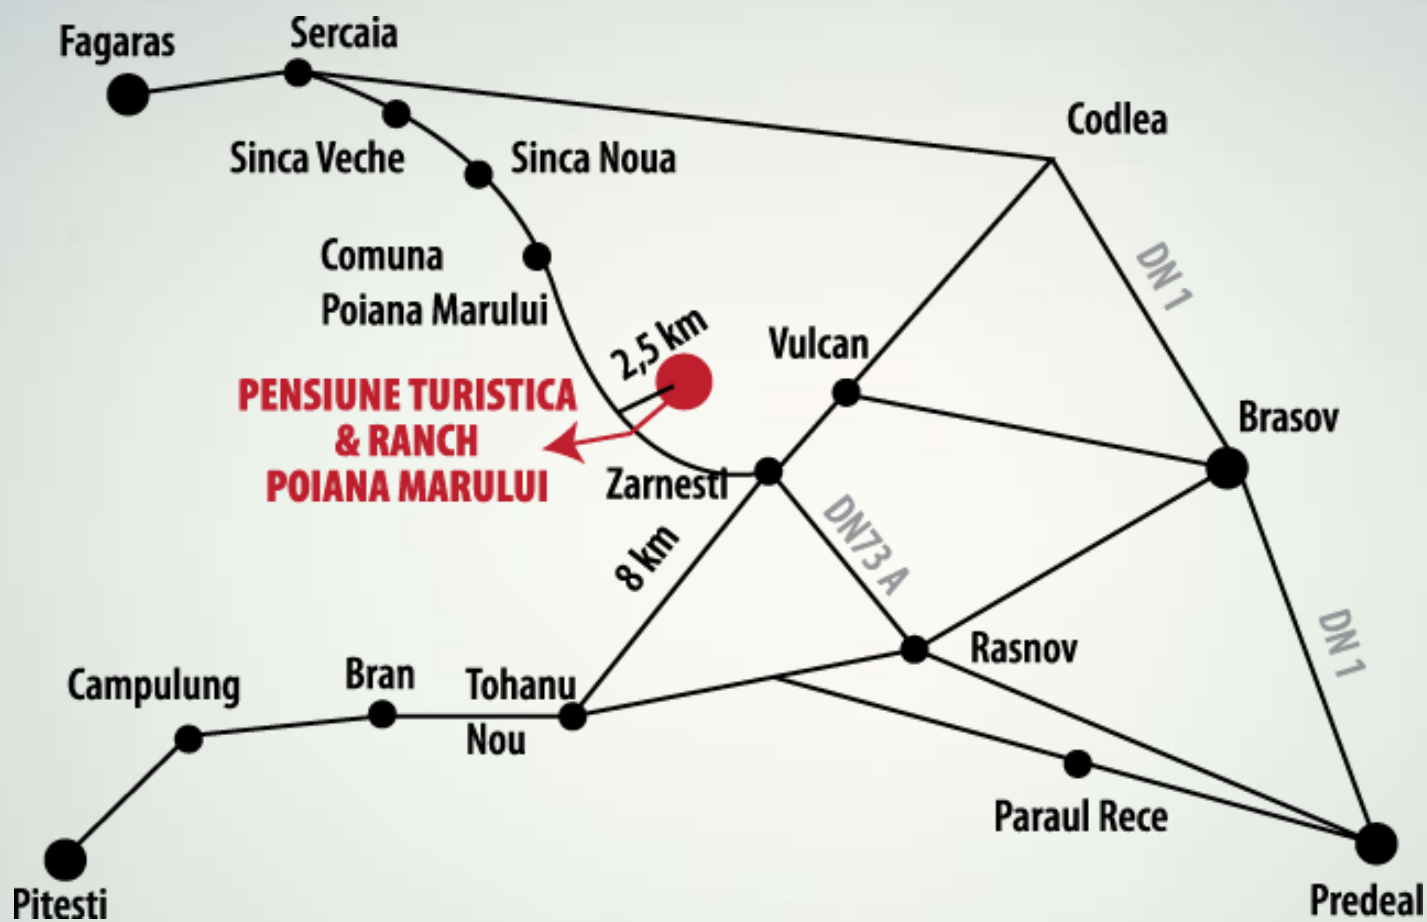 Sercaia
Fagaras
Codlea
Sinca Veche
Sinca Noua
Comuna
Poiana Marului
DN 1
2,5 km
Vulcan
PENSIUNE TURISTICA
& RANCH
POIANA MARULUI
Brasov
Zarnesti
DN73 A
8 km
Rasnov
DN 1
Campulung
Bran
Tohanu
Nou
Paraul Rece
Pitesti
Predeal